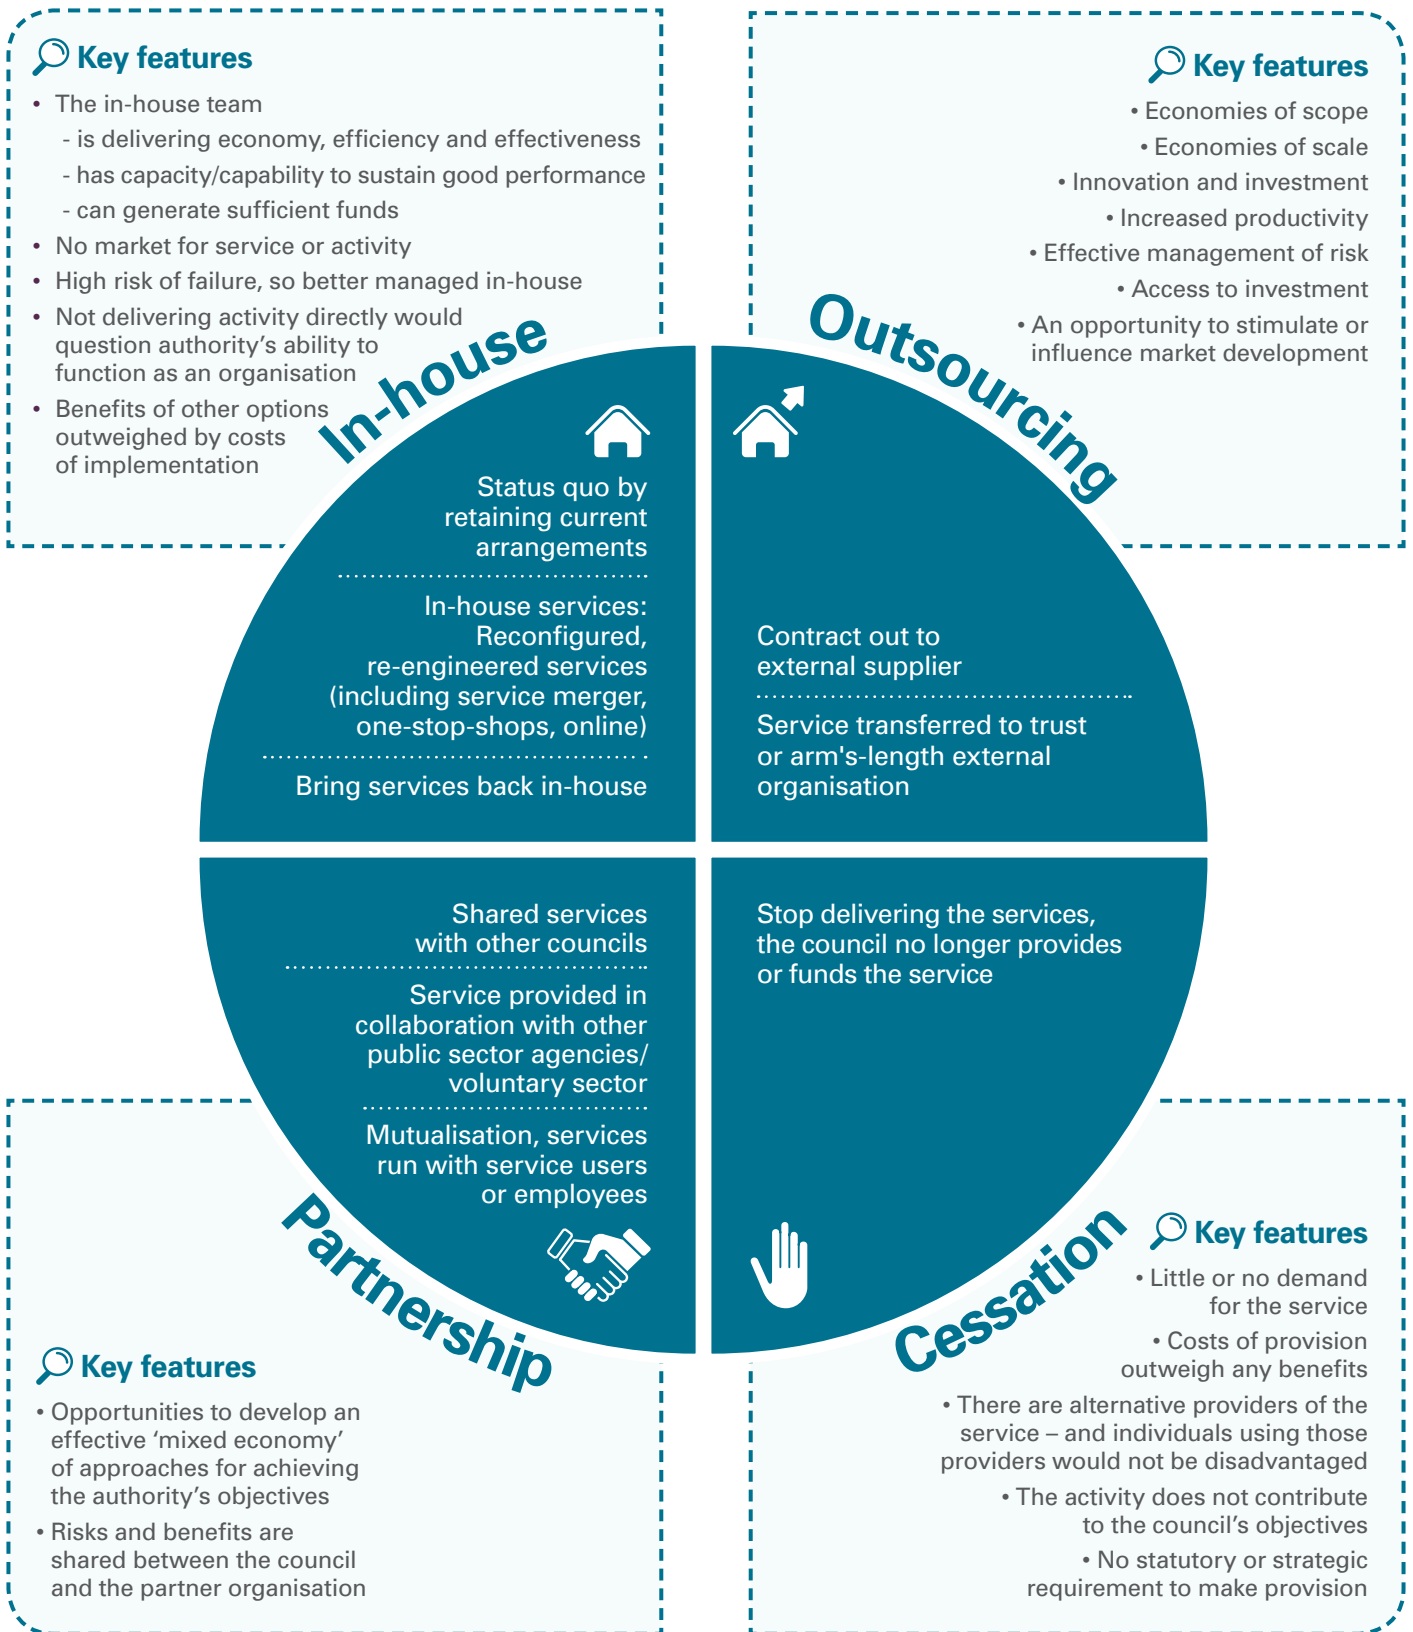 Key features
• The in-house team
- is delivering economy, efficiency and effectiveness
- has capacity/capability to sustain good performance
- can generate sufficient funds
• No market for service or activity
• High risk of failure, so better managed in-house
• Not delivering activity directly would
question authority’s ability to
function as an organisation
• Benefits of other options
outweighed by costs
of implementation
In-house
Status quo by
retaining current
arrangements
In-house services:
Reconfigured,
re-engineered services
(including service merger,
one-stop-shops, online)
Bring services back in-house
Key features
• Economies of scope
• Economies of scale
• Innovation and investment
• Increased productivity
• Effective management of risk
• Access to investment
• An opportunity to stimulate or
influence market development
Outsourcing
Contract out to
external supplier
Service transferred to trust
or arm's-length external
organisation
Shared services
with other councils
Service provided in
collaboration with other
public sector agencies/
voluntary sector
Mutualisation, services
run with service users
or employees
Partnership
Key features
• Opportunities to develop an
effective ‘mixed economy’
of approaches for achieving
the authority’s objectives
• Risks and benefits are
shared between the council
and the partner organisation
Stop delivering the services,
the council no longer provides
or funds the service
Cessation
Key features
• Little or no demand
for the service
• Costs of provision
outweigh any benefits
• There are alternative providers of the
service – and individuals using those
providers would not be disadvantaged
• The activity does not contribute
to the council’s objectives
• No statutory or strategic
requirement to make provision